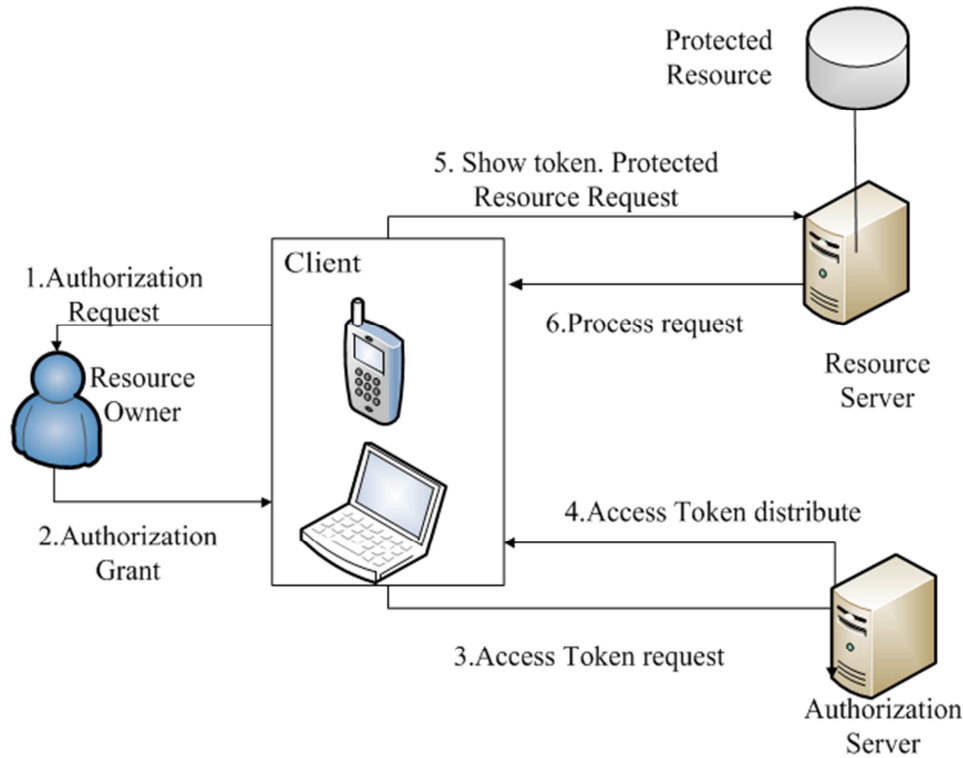 Protected
Resource
5. Show token. Protected
Resource Request
Client
1.Authorization
Request
6.Process request
Resource
Owner
Resource
Server
2.Authorization
Grant
4.Access Token distribute
3.Access Token request
Authorization
Server